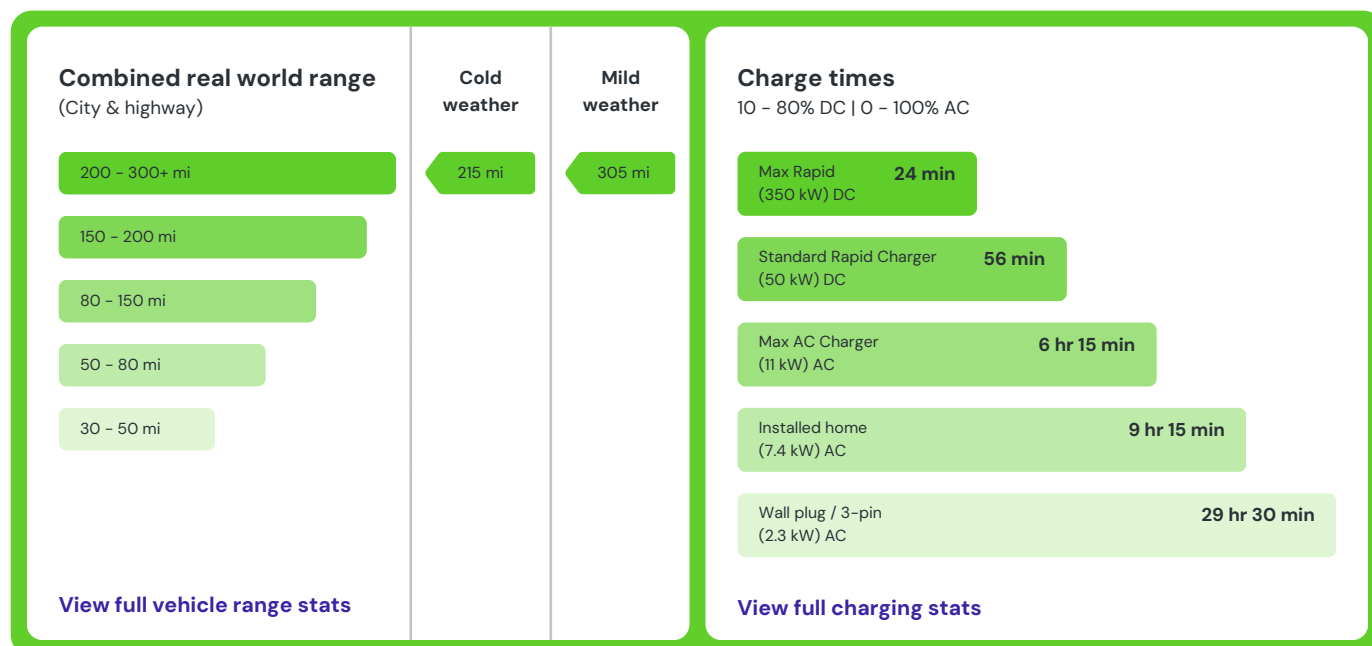 Combined real world range
(City & highway)
Cold
weather
Mild
weather
200 - 300+ mi
215 mi
305 mi
150 - 200 mi
80 - 150 mi
50 - 80 mi
30 - 50 mi
View full vehicle range stats
Charge times
10 - 80% DC | 0 - 100% AC
Max Rapid
(350 kW) DC
24 min
Standard Rapid Charger
(50 kW) DC
56 min
Max AC Charger
(11 kW) AC
6 hr 15 min
Installed home
(7.4 kW) AC
9 hr 15 min
Wall plug / 3-pin
(2.3 kW) AC
29 hr 30 min
View full charging stats